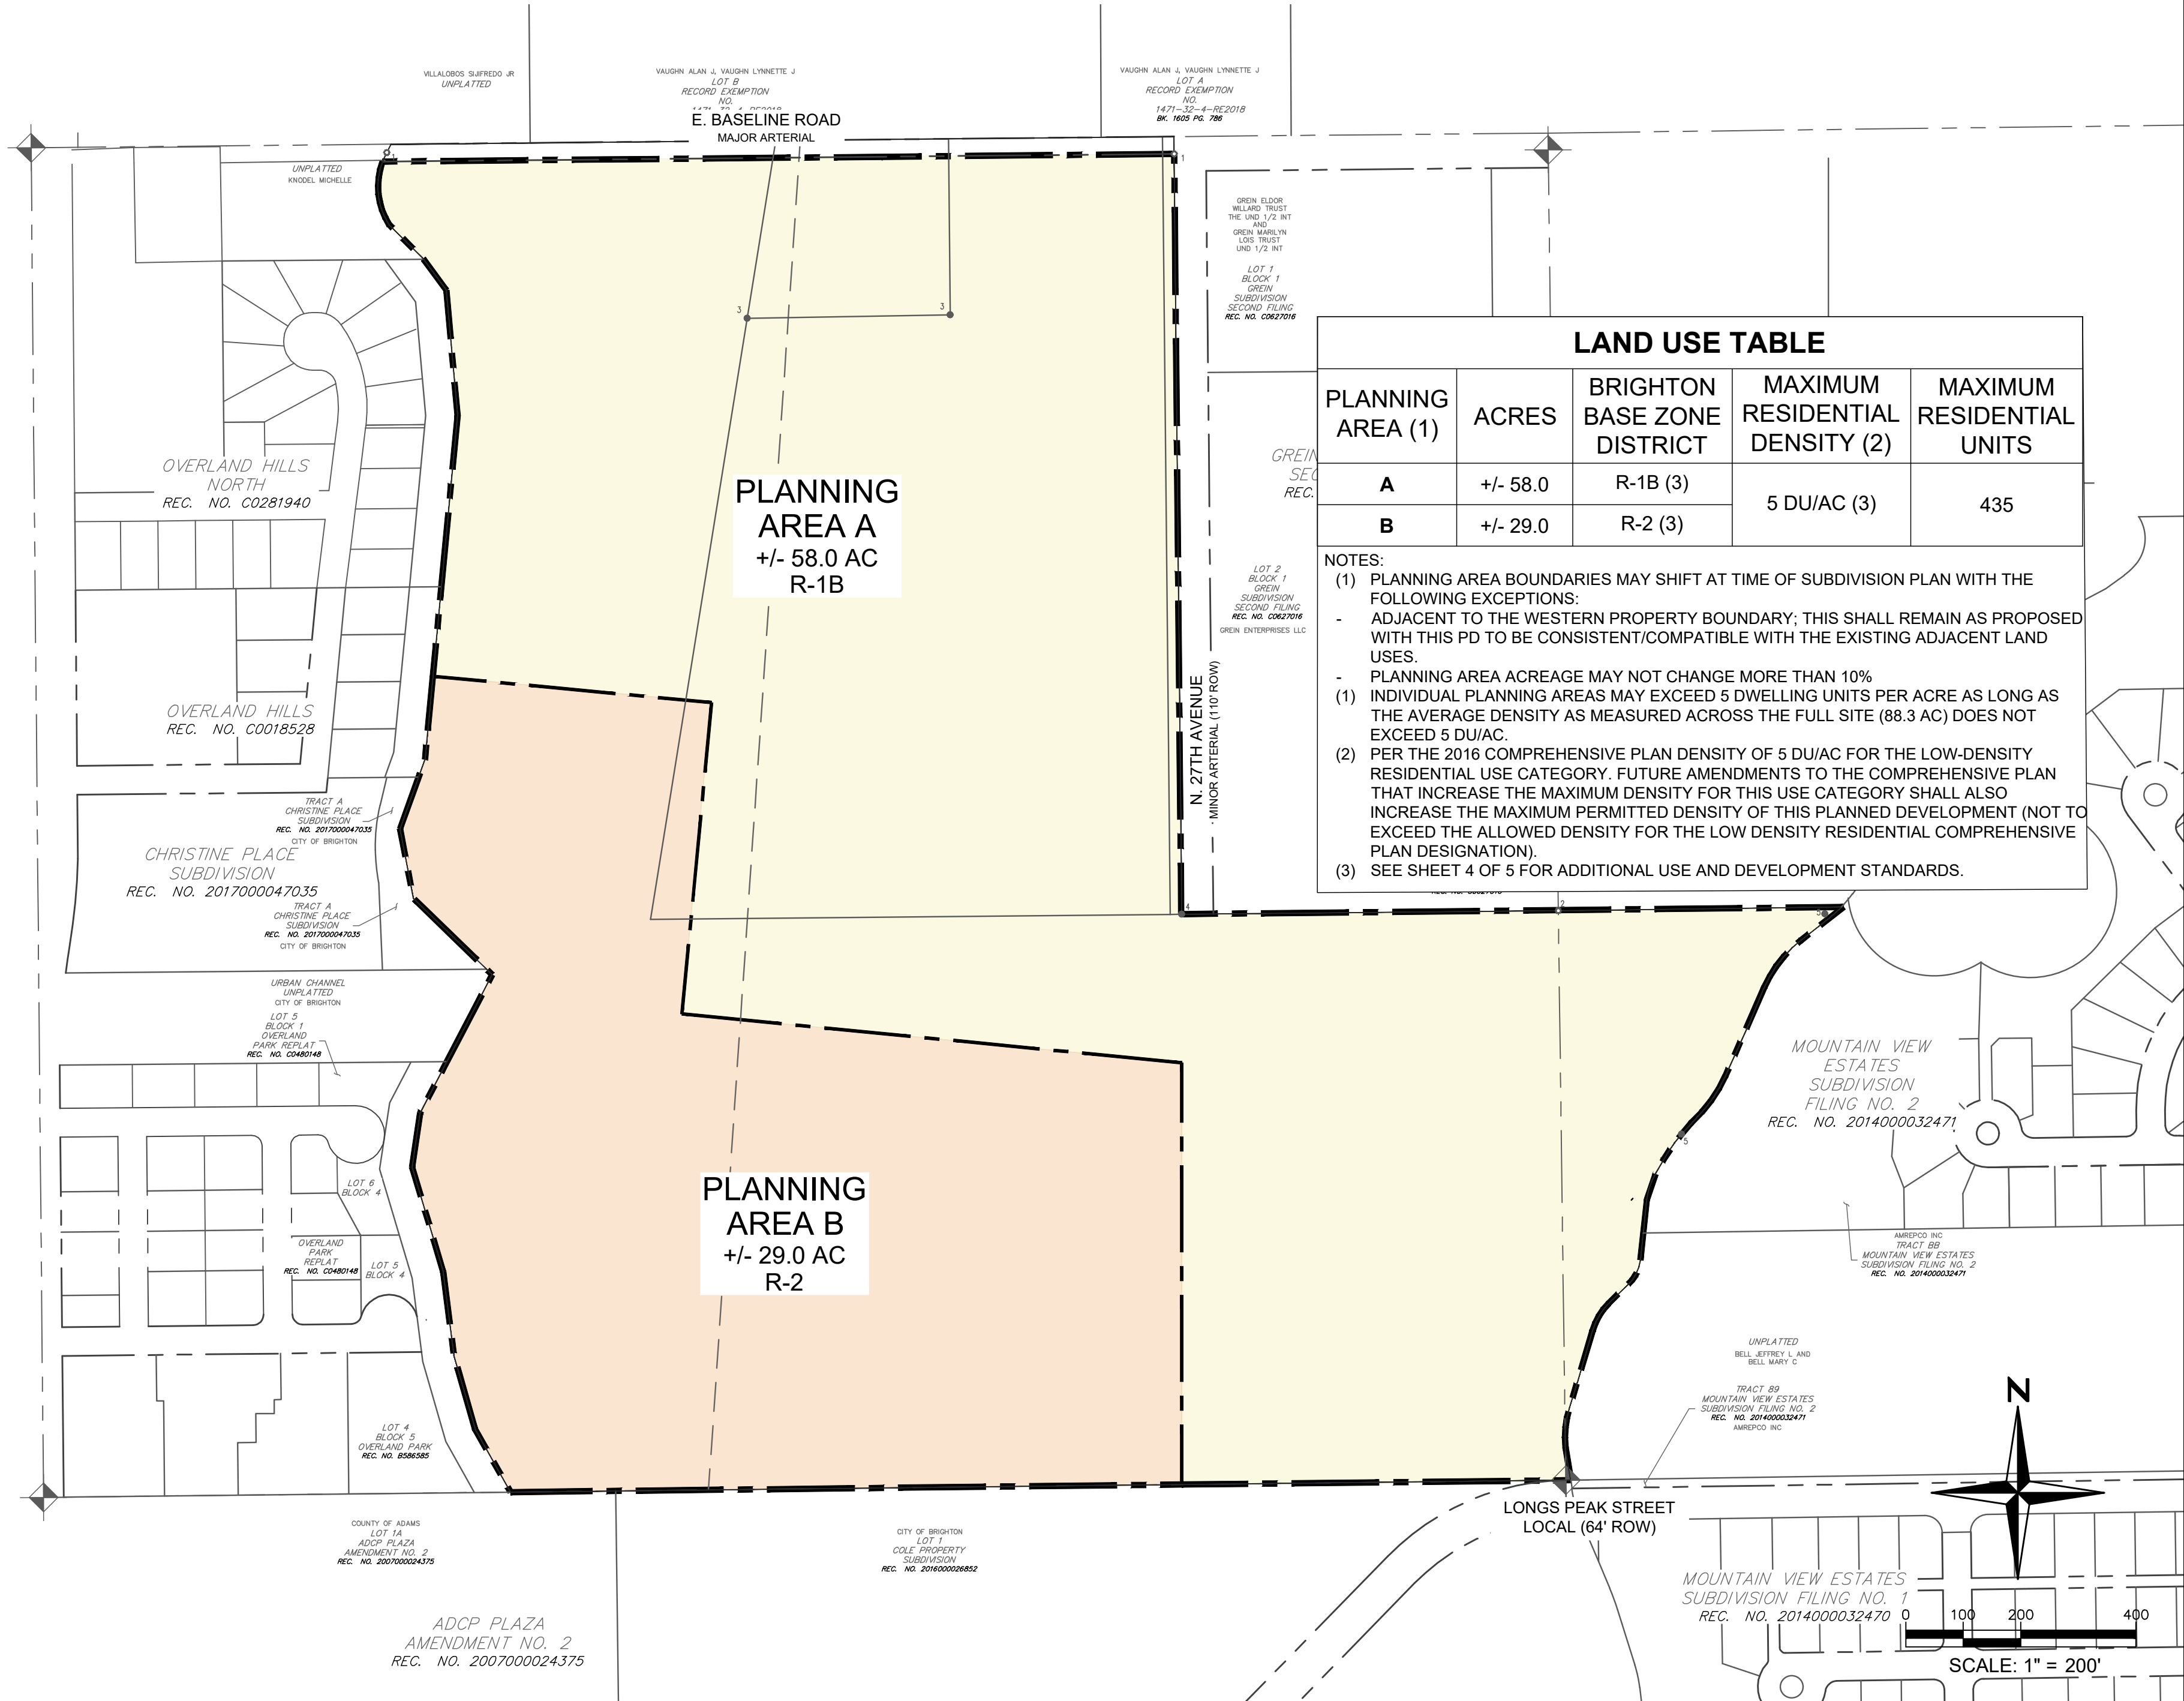 VILLALOBOS SIJIFREDO JR
UNPLATTED
VAUGHN ALAN J, VAUGHN LYNNETTE J
LOT B
RECORD EXEMPTION
NO.
E. BASELINE ROAD
MAJOR ARTERIAL
VAUGHN ALAN J, VAUGHN LYNNETTE J
LOT A
RECORD EXEMPTION
NO.
1471-32-4-RE2018
BK. 1605 PG. 786
UNPLATTED
KNODEL MICHELLE
1
1
GREIN ELDOR
WILLARD TRUST
THE UND 1/2 INT
AND
GREIN MARILYN
LOIS TRUST
UND 1/2 INT
LOT 1
BLOCK 1
GREIN
SUBDIVISION
SECOND FILING
REC. NO. C0627016
3
3
OVERLAND HILLS
NORTH
REC. NO. C0281940
PLANNING
AREA A
+/- 58.0 AC
R-1B
GREIN
SEC
REC.
LOT 2
BLOCK 1
GREIN
SUBDIVISION
SECOND FILING
REC. NO. C0627016
GREIN ENTERPRISES LLC
N. 27TH AVENUE
MINOR ARTERIAL (110' ROW)
LAND USE TABLE
PLANNING
AREA (1)
ACRES
BRIGHTON
BASE ZONE
DISTRICT
MAXIMUM
RESIDENTIAL
DENSITY (2)
MAXIMUM
RESIDENTIAL
UNITS
A
+/- 58.0
R-1B (3)
5 DU/AC (3)
435
B
+/- 29.0
R-2 (3)
NOTES:
(1) PLANNING AREA BOUNDARIES MAY SHIFT AT TIME OF SUBDIVISION PLAN WITH THE
FOLLOWING EXCEPTIONS:
- ADJACENT TO THE WESTERN PROPERTY BOUNDARY; THIS SHALL REMAIN AS PROPOSED
WITH THIS PD TO BE CONSISTENT/COMPATIBLE WITH THE EXISTING ADJACENT LAND
USES.
- PLANNING AREA ACREAGE MAY NOT CHANGE MORE THAN 10%
(1) INDIVIDUAL PLANNING AREAS MAY EXCEED 5 DWELLING UNITS PER ACRE AS LONG AS
THE AVERAGE DENSITY AS MEASURED ACROSS THE FULL SITE (88.3 AC) DOES NOT
EXCEED 5 DU/AC.
(2) PER THE 2016 COMPREHENSIVE PLAN DENSITY OF 5 DU/AC FOR THE LOW-DENSITY
RESIDENTIAL USE CATEGORY. FUTURE AMENDMENTS TO THE COMPREHENSIVE PLAN
THAT INCREASE THE MAXIMUM DENSITY FOR THIS USE CATEGORY SHALL ALSO
INCREASE THE MAXIMUM PERMITTED DENSITY OF THIS PLANNED DEVELOPMENT (NOT TO
EXCEED THE ALLOWED DENSITY FOR THE LOW DENSITY RESIDENTIAL COMPREHENSIVE
PLAN DESIGNATION).
(3) SEE SHEET 4 OF 5 FOR ADDITIONAL USE AND DEVELOPMENT STANDARDS.
OVERLAND HILLS
REC. NO. C0018528
TRACT A
CHRISTINE PLACE
SUBDIVISION
REC. NO. 2017000047035
CITY OF BRIGHTON
CHRISTINE PLACE
SUBDIVISION
REC. NO. 2017000047035
TRACT A
CHRISTINE PLACE
SUBDIVISION
REC. NO. 2017000047035
CITY OF BRIGHTON
4
2
5
URBAN CHANNEL
UNPLATTED
CITY OF BRIGHTON
LOT 5
BLOCK 1
OVERLAND
PARK REPLAT
REC. NO. C0480148
MOUNTAIN VIEW
ESTATES
SUBDIVISION
FILING NO. 2
REC. NO. 2014000032471
5
LOT 6
BLOCK 4
PLANNING
AREA B
+/- 29.0 AC
R-2
OVERLAND
PARK
REPLAT
REC. NO. C0480148
LOT 5
BLOCK 4
AMREPCO INC
TRACT BB
MOUNTAIN VIEW ESTATES
SUBDIVISION FILING NO. 2
REC. NO. 2014000032471
UNPLATTED
BELL JEFFREY L AND
BELL MARY C
TRACT 89
MOUNTAIN VIEW ESTATES
SUBDIVISION FILING NO. 2
REC. NO. 2014000032471
AMREPCO INC
LOT 4
BLOCK 5
OVERLAND PARK
REC. NO. B586585
N
LONGS PEAK STREET
LOCAL (64' ROW)
COUNTY OF ADAMS
LOT 1A
ADCP PLAZA
AMENDMENT NO. 2
REC. NO. 2007000024375
CITY OF BRIGHTON
LOT 1
COLE PROPERTY
SUBDIVISION
REC. NO. 2016000026852
ADCP PLAZA
AMENDMENT NO. 2
REC. NO. 2007000024375
MOUNTAIN VIEW ESTATES
SUBDIVISION FILING NO. 1
REC. NO. 2014000032470
0 100 200 400
SCALE: 1" = 200'